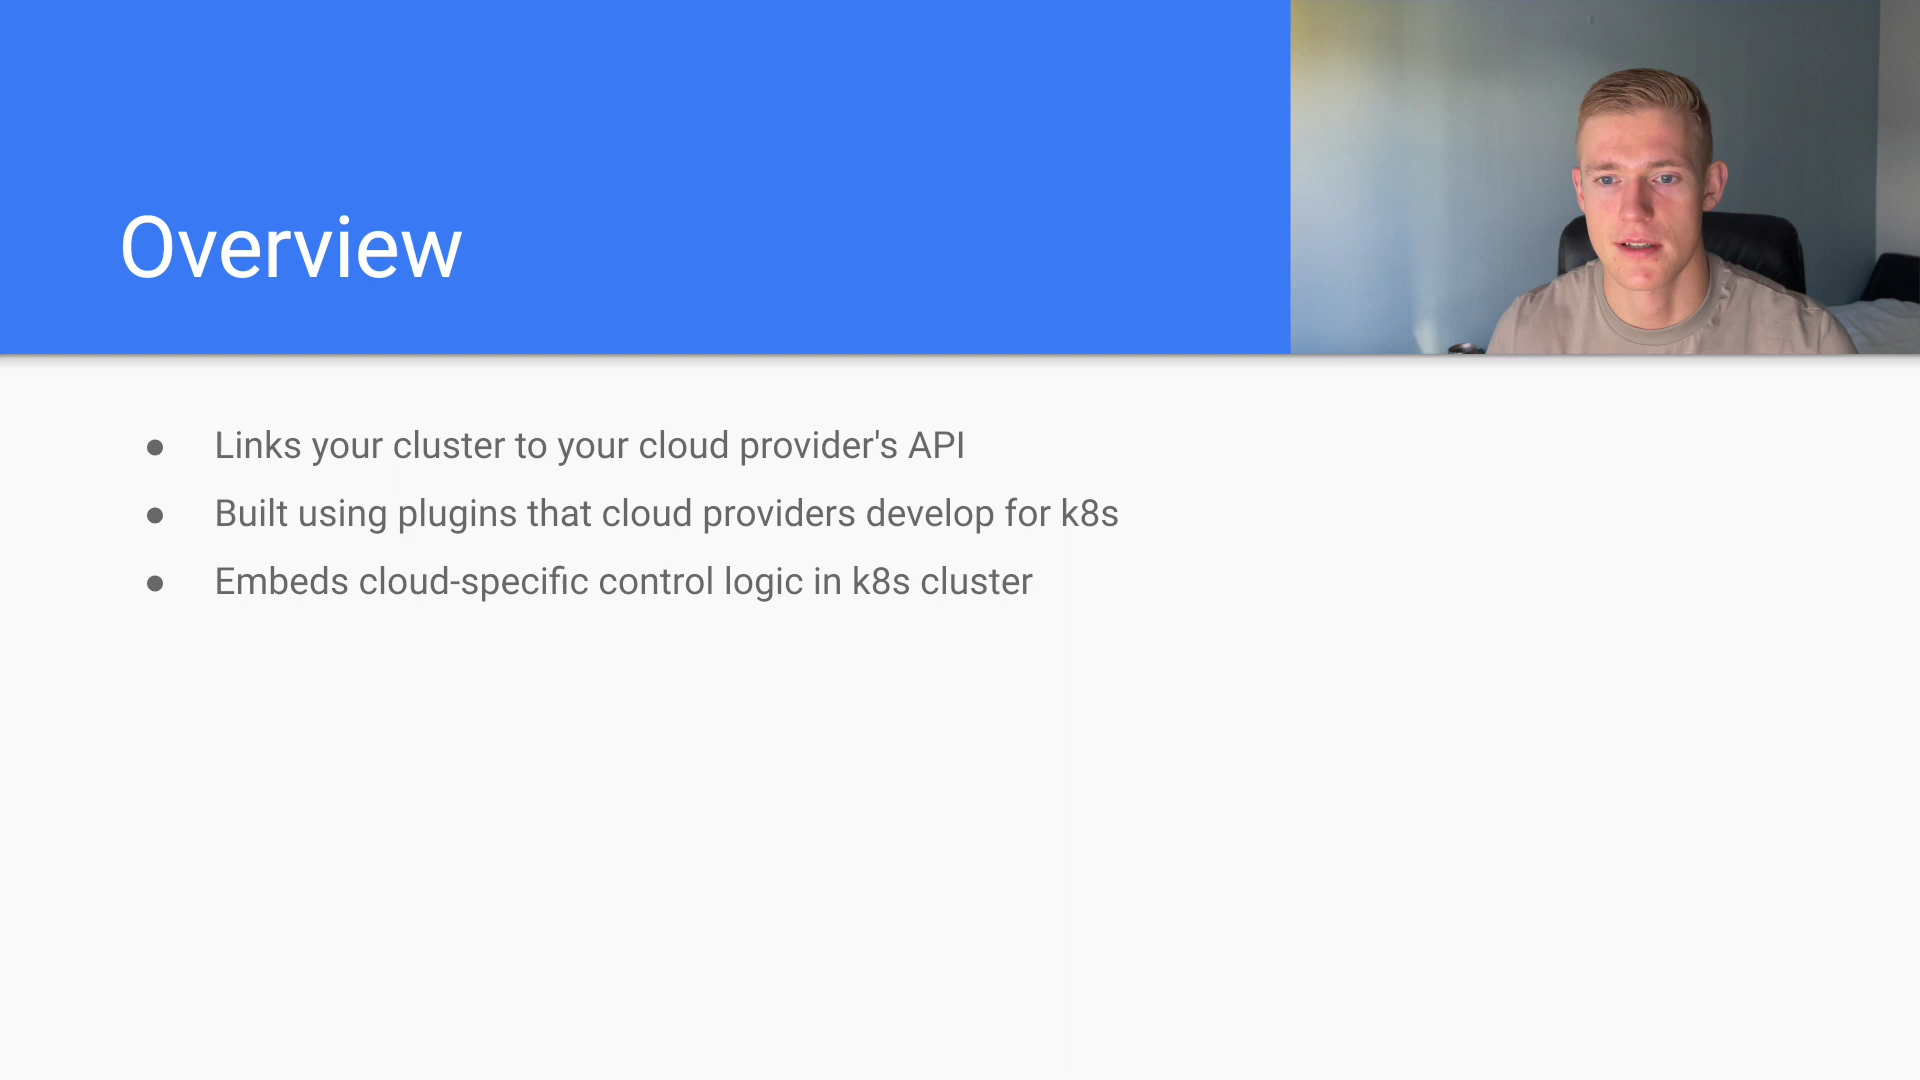 Overview
● Links your cluster to your cloud provider's API
● Built using plugins that cloud providers develop for k8s
● Embeds cloud-specific control logic in k8s cluster